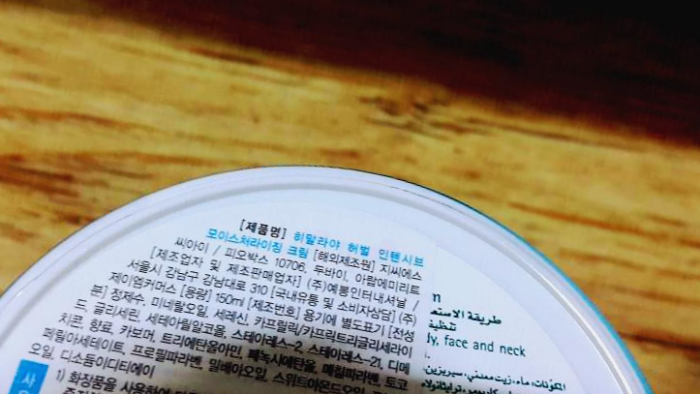 [제품명] 히말라야 허벌 인텐시브
모이스처라이징 크림 [해외제조원] 지씨에스
씨아이 / 피오박스 10706, 두바이, 아랍에미리트
[제조업자 및 제조판매업자] (주)예봉인터내셔날 /
서울시 강남구 강남대로 310 [국내유통 및 소비자상담] (주)
제이엠커머스 [용량] 150ml [제조번호] 용기에 별도표기 [전성
분] 정제수, 미네랄오일, 세레신, 카프릴릭/카프릭트리글리세라이
드, 글리세린, 세테아릴알코올, 스테아레스-2, 스테아레스-21, 디메
치콘, 향료, 카보머, 트리에탄올아민, 페녹시에탄올, 메칠파라벤, 토코
페릴아세테이트, 프로필파라벤, 밀배아오일, 스위트아몬드오일,
오일, 디소듐이디티에이
1) 화장품을 사용하여
사
m
طريقة الاستع
تنظيف
ly, face and neck